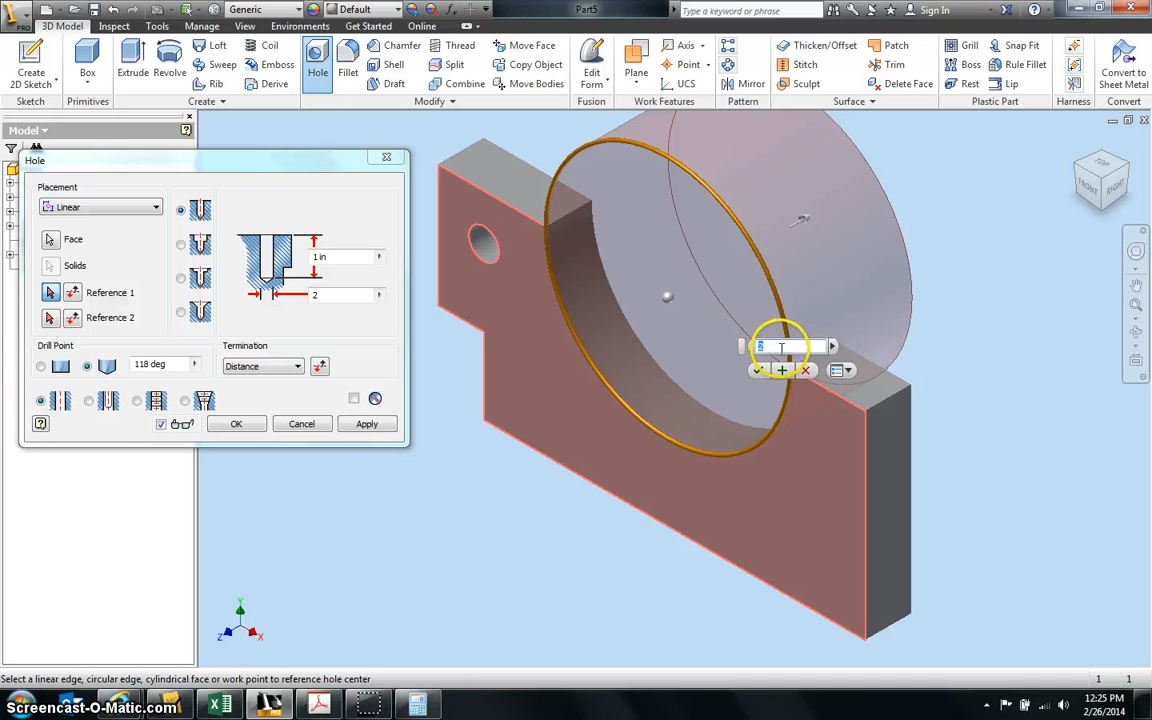 PRO
Generic
Default
Part5
Type a keyword or phrase
Sign In
3D Model
Inspect
Tools
Manage
View
Environments
Get Started
Online
Create
2D Sketch
Box
Extrude
Revolve
Loft
Sweep
Rib
Coil
Emboss
Derive
Hole
Fillet
Chamfer
Shell
Draft
Thread
Split
Combine
Move Face
Copy Object
Move Bodies
Edit
Form
Plane
Axis
Point
UCS
Mirror
Thicken/Offset
Stitch
Sculpt
Patch
Trim
Delete Face
Grill
Boss
Rest
Snap Fit
Rule Fillet
Lip
Convert to
Sheet Metal
Sketch
Primitives
Create
Modify
Fusion
Work Features
Pattern
Surface
Plastic Part
Harness
Convert
Model
Hole
Placement
Linear
Face
Solids
Reference 1
Reference 2
1 in
2
Drill Point
118 deg
Termination
Distance
OK
Cancel
Apply
2
TOP
FRONT
RIGHT
Y
Z
X
Select a linear edge, circular edge, cylindrical face or work point to reference hole center
1
1
Screencast-O-Matic.com
12:25 PM
2/26/2014